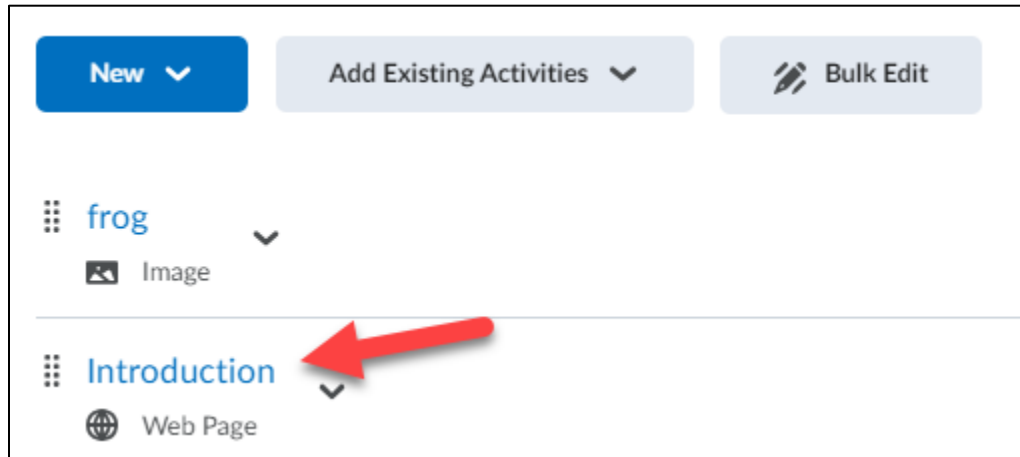 New Add Existing Activities Bulk Edit
frog
Image
Introduction
Web Page